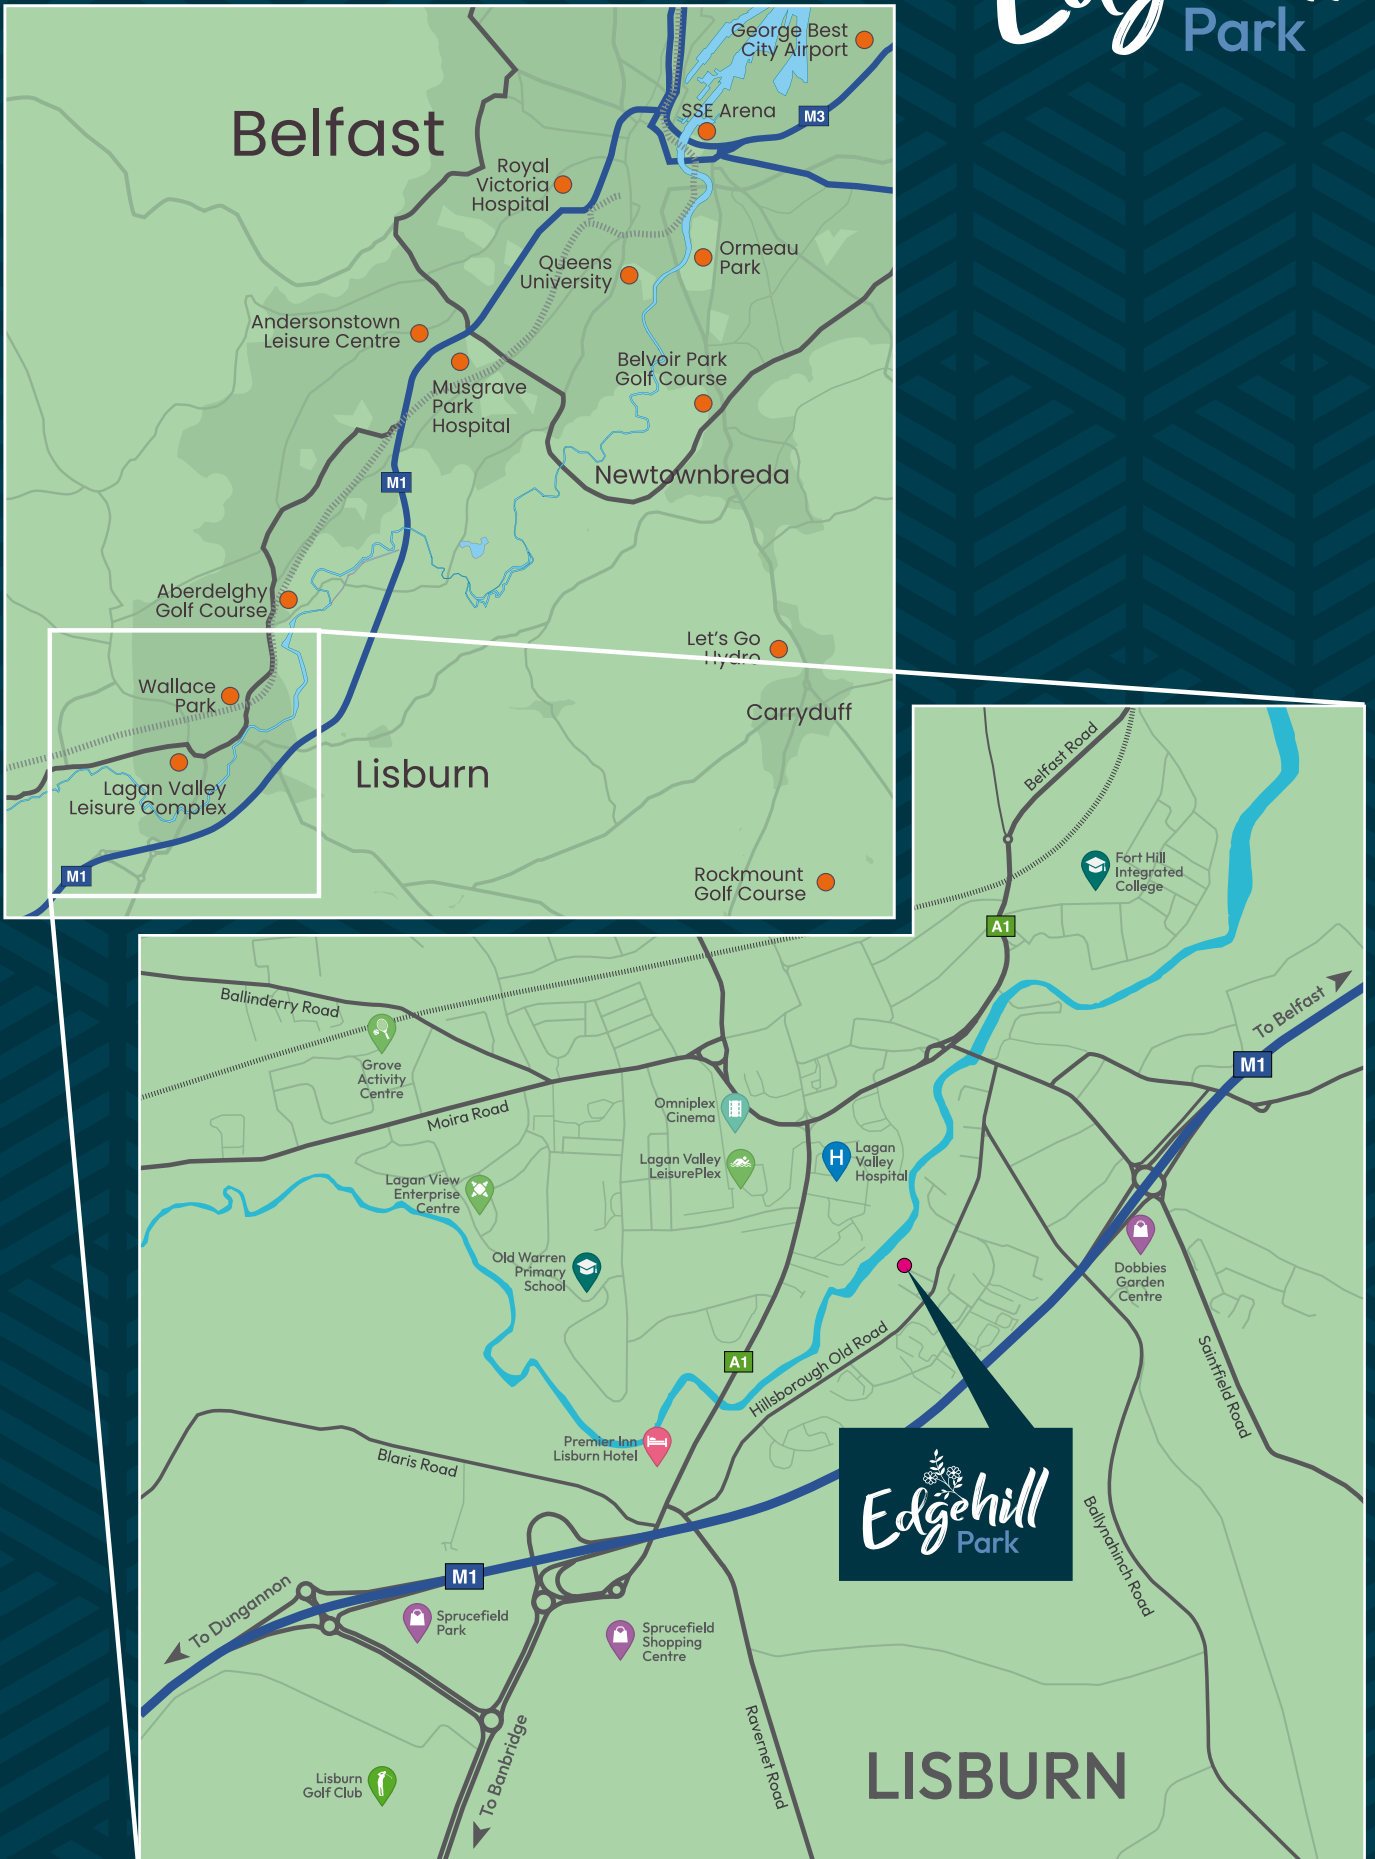 Park
George Best
City Airport
SSE Arena
M3
Belfast
Royal
Victoria
Hospital
Ormeau
Park
Queens
University
Andersonstown
Leisure Centre
Belvoir Park
Golf Course
Musgrave
Park
Hospital
Newtownbreda
M1
Aberdelghy
Golf Course
Let's Go
Hydro
Wallace
Park
Carryduff
Lisburn
Lagan Valley
Leisure Complex
M1
Rockmount
Golf Course
Belfast Road
Fort Hill
Integrated
College
A1
To Belfast
M1
Ballinderry Road
Grove
Activity
Centre
Moira Road
Omniplex
Cinema
Lagan Valley
LeisurePlex
H
Lagan
Valley
Hospital
Lagan View
Enterprise
Centre
Old Warren
Primary
School
Dobbies
Garden
Centre
A1
Hillsborough Old Road
Saintfield Road
Premier Inn
Lisburn Hotel
Blaris Road
Edgehill
Park
Ballynahinch Road
M1
To Dungannon
Sprucefield
Park
Sprucefield
Shopping
Centre
Ravernet Road
To Banbridge
Lisburn
Golf Club
LISBURN